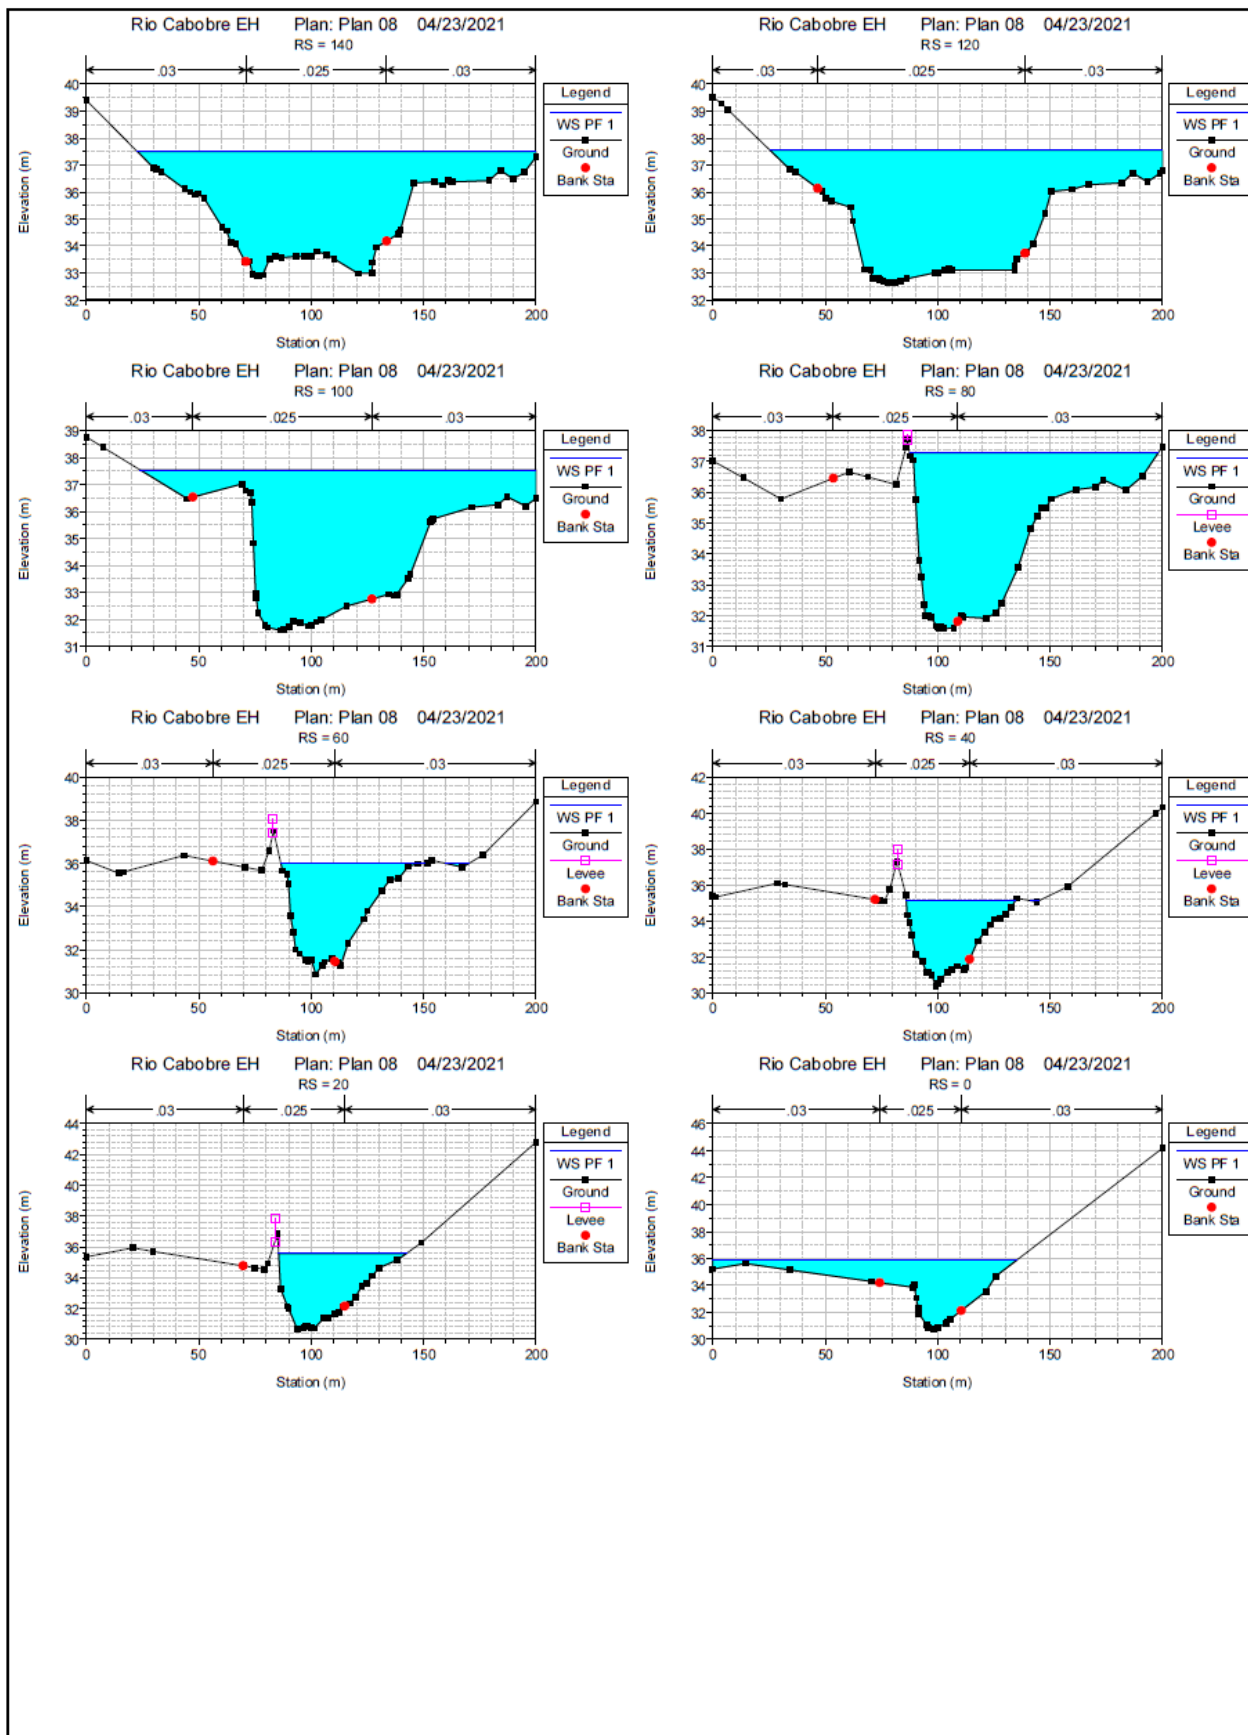 Rio Cabobre EH Plan: Plan 08 04/23/2021
RS = 140
.03 .025 .03
Legend
WS PF 1
Ground
Bank Sta
40
39
38
37
36
35
34
33
32
Elevation (m)
0 50 100 150 200
Station (m)
Rio Cabobre EH Plan: Plan 08 04/23/2021
RS = 120
.03 .025 .03
Legend
WS PF 1
Ground
Bank Sta
40
39
38
37
36
35
34
33
32
Elevation (m)
0 50 100 150 200
Station (m)
Rio Cabobre EH Plan: Plan 08 04/23/2021
RS = 100
.03 .025 .03
Legend
WS PF 1
Ground
Bank Sta
39
38
37
36
35
34
33
32
31
Elevation (m)
0 50 100 150 200
Station (m)
Rio Cabobre EH Plan: Plan 08 04/23/2021
RS = 80
.03 .025 .03
Legend
WS PF 1
Ground
Levee
Bank Sta
38
37
36
35
34
33
32
31
Elevation (m)
0 50 100 150 200
Station (m)
Rio Cabobre EH Plan: Plan 08 04/23/2021
RS = 60
.03 .025 .03
Legend
WS PF 1
Ground
Levee
Bank Sta
40
38
36
34
32
30
Elevation (m)
0 50 100 150 200
Station (m)
Rio Cabobre EH Plan: Plan 08 04/23/2021
RS = 40
.03 .025 .03
Legend
WS PF 1
Ground
Levee
Bank Sta
42
40
38
36
34
32
30
Elevation (m)
0 50 100 150 200
Station (m)
Rio Cabobre EH Plan: Plan 08 04/23/2021
RS = 20
.03 .025 .03
Legend
WS PF 1
Ground
Levee
Bank Sta
44
42
40
38
36
34
32
30
Elevation (m)
0 50 100 150 200
Station (m)
Rio Cabobre EH Plan: Plan 08 04/23/2021
RS = 0
.03 .025 .03
Legend
WS PF 1
Ground
Bank Sta
46
44
42
40
38
36
34
32
30
Elevation (m)
0 50 100 150 200
Station (m)